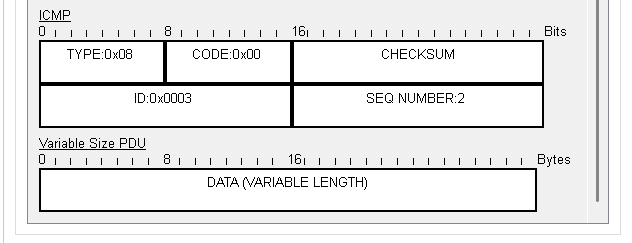 ICMP
0 8 16 Bits
TYPE:0x08 CODE:0x00 CHECKSUM
ID:0x0003 SEQ NUMBER:2
Variable Size PDU
0 8 16 Bytes
DATA (VARIABLE LENGTH)